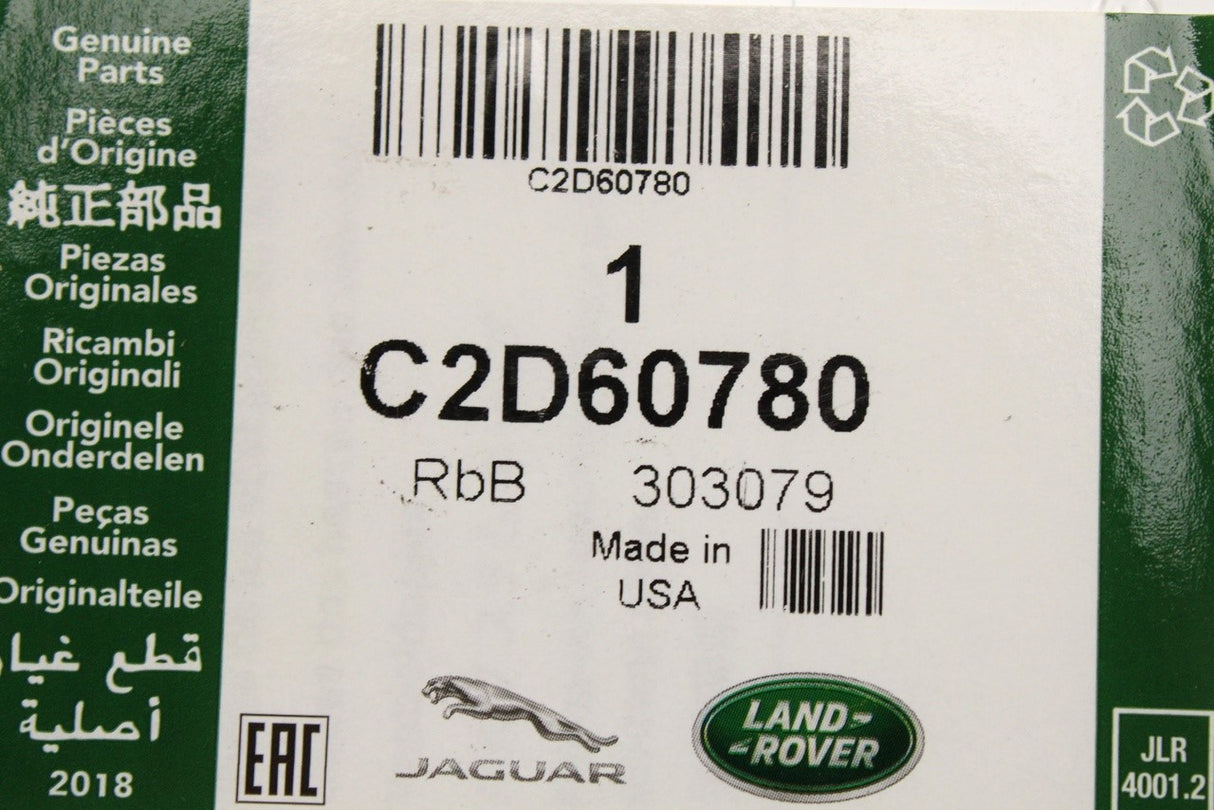 Genuine
Parts
Pièces
d'Origine
純正部品
Piezas
Originales
Ricambi
Originali
Originele
Onderdelen
Peças
Genuinas
Originalteile
قطع غيار
أصلية
2018
C2D60780
1
C2D60780
RbB 303079
Made in
USA
EAC
JAGUAR
LAND-
-ROVER
JLR
4001.2